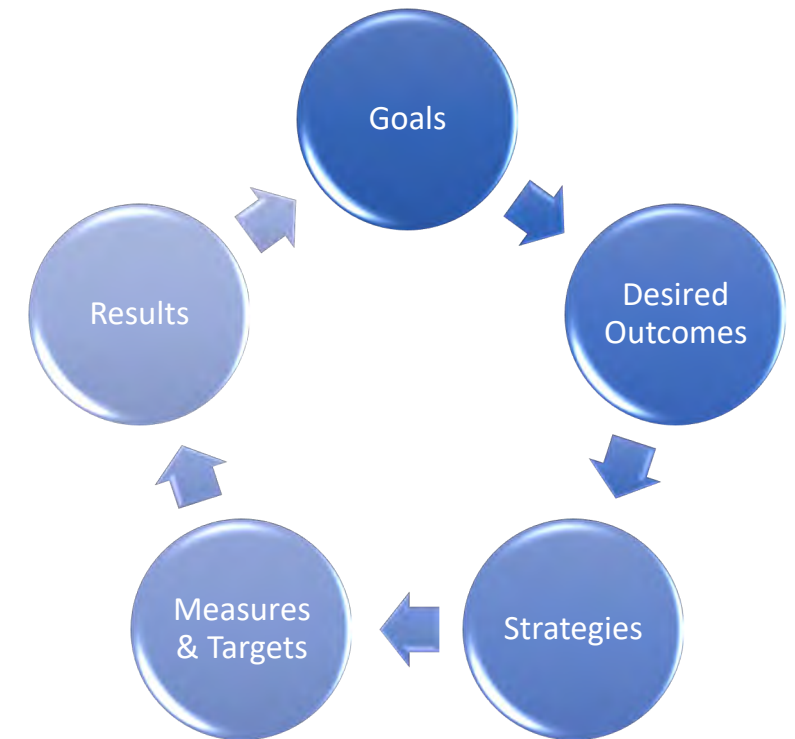 Goals
Desired
Outcomes
Strategies
Measures
& Targets
Results